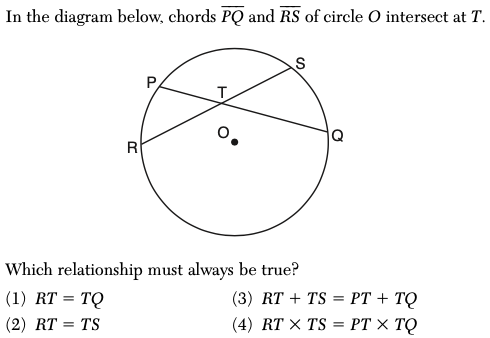 In the diagram below, chords PQ and RS of circle O intersect at T.
S
P
T
O
Q
R
Which relationship must always be true?
(1) RT = TQ
(3) RT + TS = PT + TQ
(2) RT = TS
(4) RT × TS = PT × TQ